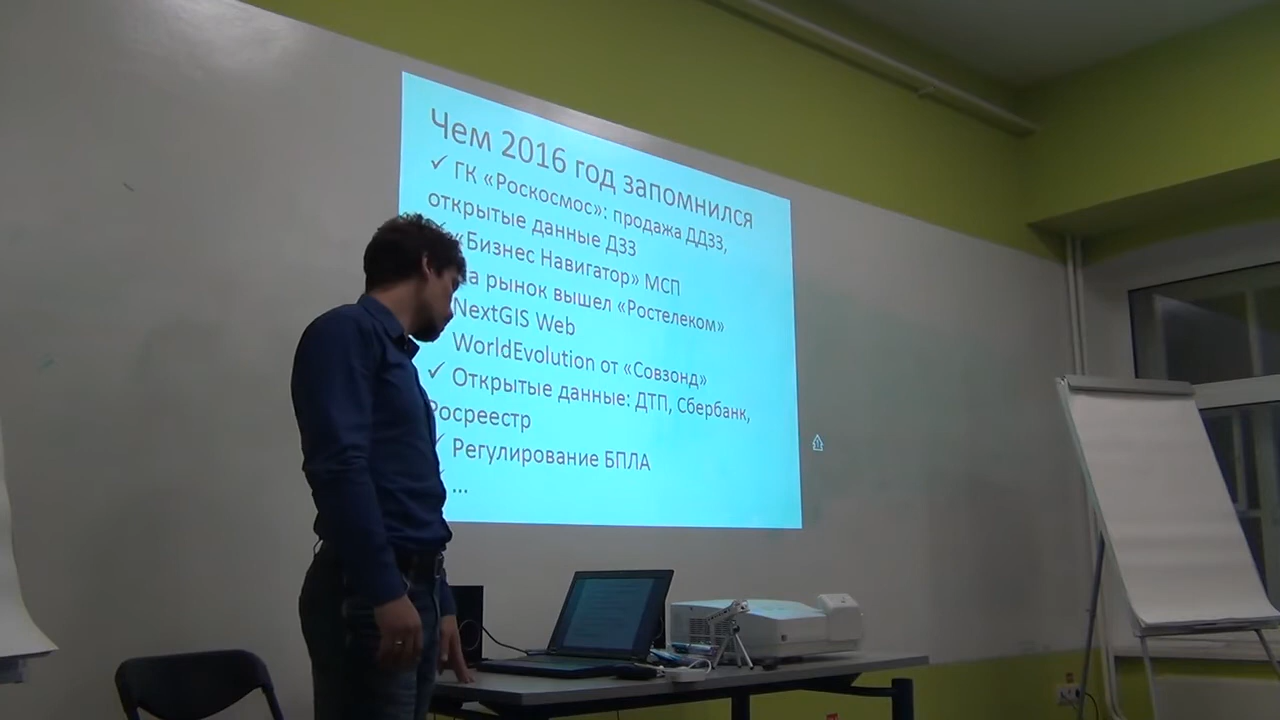 Чем 2016 год запомнился
✓ ГК «Роскосмос»: продажа ДДЗЗ,
открытые данные ДЗЗ
«Бизнес Навигатор» МСП
рынок вышел «Ростелеком»
NextGIS Web
WorldEvolution от «Совзонд»
✓ Открытые данные: ДТП, Сбербанк,
Росреестр
✓ Регулирование БПЛА
...